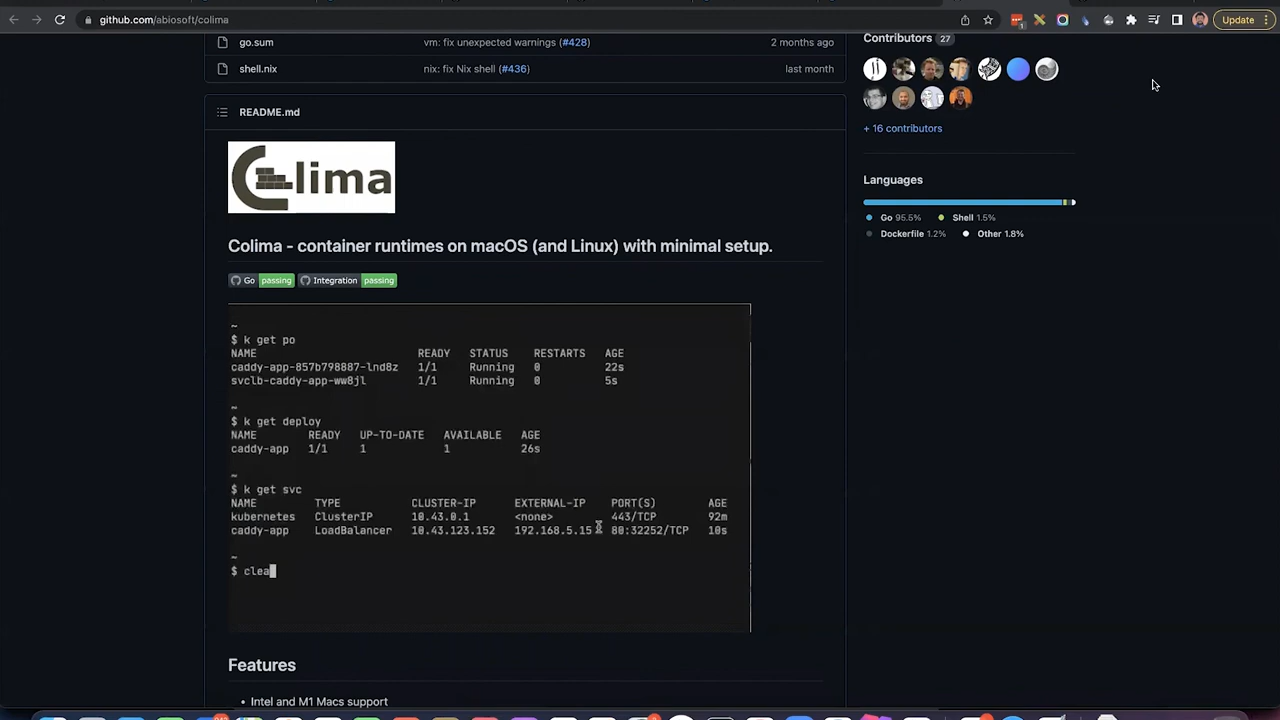 github.com/abiosoft/colima
Update
go.sum vm: fix unexpected warnings (#428) 2 months ago
shell.nix nix: fix Nix shell (#436) last month
README.md
Colima
Colima - container runtimes on macOS (and Linux) with minimal setup.
Go passing Integration passing
~
$ k get po
NAME READY STATUS RESTARTS AGE
caddy-app-857b798887-lnd8z 1/1 Running 0 22s
svclb-caddy-app-ww8jl 1/1 Running 0 5s
~
$ k get deploy
NAME READY UP-TO-DATE AVAILABLE AGE
caddy-app 1/1 1 1 26s
~
$ k get svc
NAME TYPE CLUSTER-IP EXTERNAL-IP PORT(S) AGE
kubernetes ClusterIP 10.43.0.1 <none> 443/TCP 92m
caddy-app LoadBalancer 10.43.123.152 192.168.5.15 80:32252/TCP 10s
~
$ clea
Features
• Intel and M1 Macs support
Contributors 27
+ 16 contributors
Languages
Go 95.5% Shell 1.5%
Dockerfile 1.2% Other 1.8%